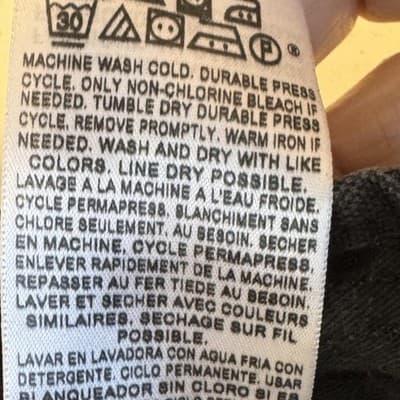 30 P ®
MACHINE WASH COLD. DURABLE PRESS
CYCLE. ONLY NON-CHLORINE BLEACH IF
NEEDED. TUMBLE DRY DURABLE PRESS
CYCLE. REMOVE PROMPTLY. WARM IRON IF
NEEDED. WASH AND DRY WITH LIKE
COLORS. LINE DRY POSSIBLE.
LAVAGE A LA MACHINE A L'EAU FROIDE.
CYCLE PERMAPRESS. BLANCHIMENT SANS
CHLORE SEULEMENT, AU BESOIN. SECHER
EN MACHINE, CYCLE PERMAPRESS,
ENLEVER RAPIDEMENT DE LA MACHINE.
REPASSER AU FER TIEDE AU BESOIN.
LAVER ET SECHER AVEC COULEURS
SIMILAIRES. SECHAGE SUR FIL
POSSIBLE.
LAVAR EN LAVADORA CON AGUA FRIA CON
DETERGENTE. CICLO PERMANENTE. USAR
BLANQUEADOR SIN CLORO SI ES